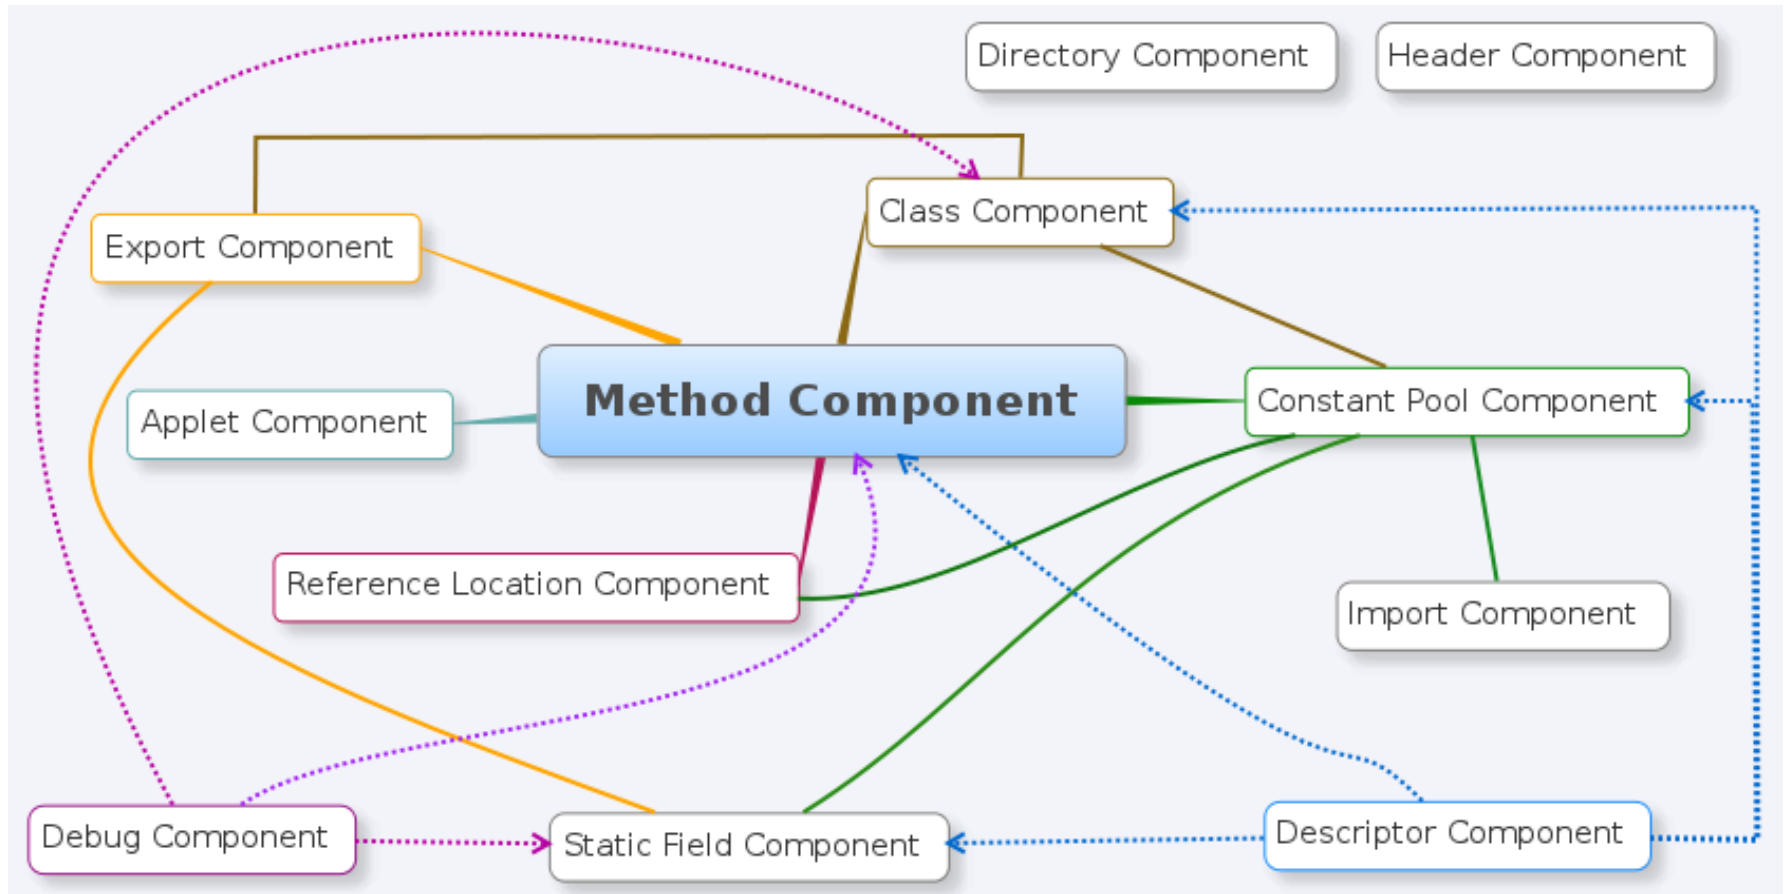 Directory Component
Header Component
Class Component
Export Component
Method Component
Constant Pool Component
Applet Component
Reference Location Component
Import Component
Debug Component
Static Field Component
Descriptor Component